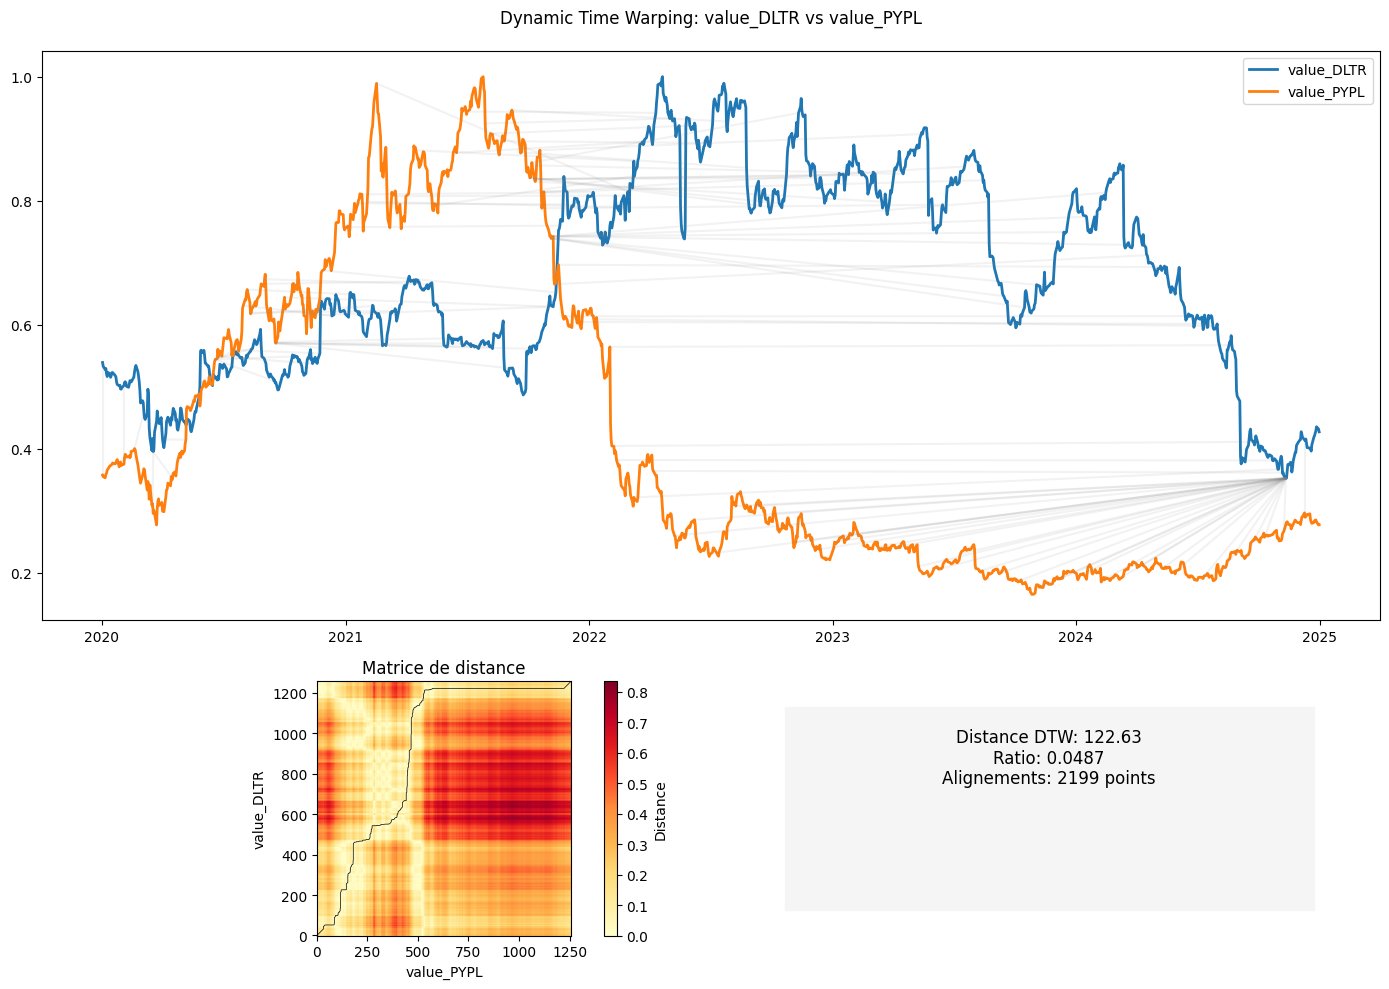 Dynamic Time Warping: value_DLTR vs value_PYPL
value_DLTR
value_PYPL
1.0
0.8
0.6
0.4
0.2
2020 2021 2022 2023 2024 2025
Matrice de distance
value_DLTR
1200
1000
800
600
400
200
0
0 250 500 750 1000 1250
value_PYPL
0.8
0.7
0.6
0.5
0.4
0.3
0.2
0.1
0.0
Distance
Distance DTW: 122.63
Ratio: 0.0487
Alignements: 2199 points